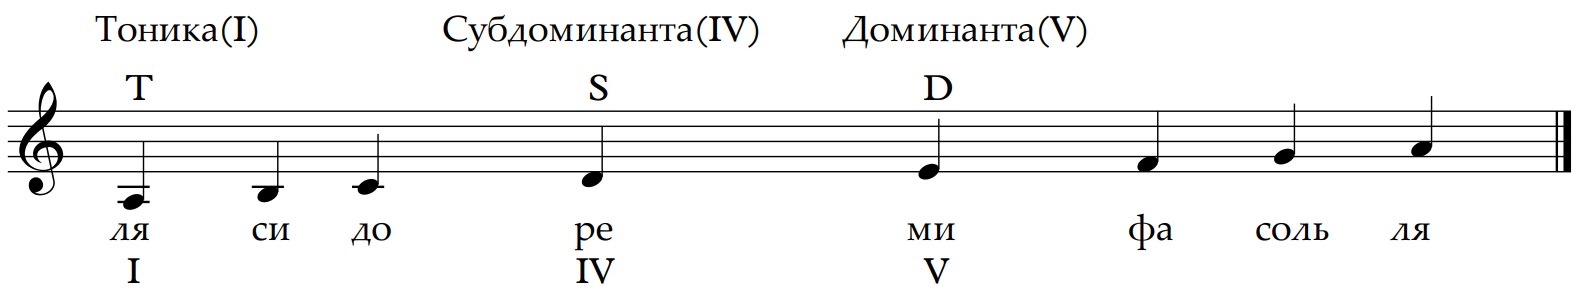 Тоника(I) Субдоминанта(IV) Доминанта(V)
T S D
ля си до ре ми фа соль ля
I IV V